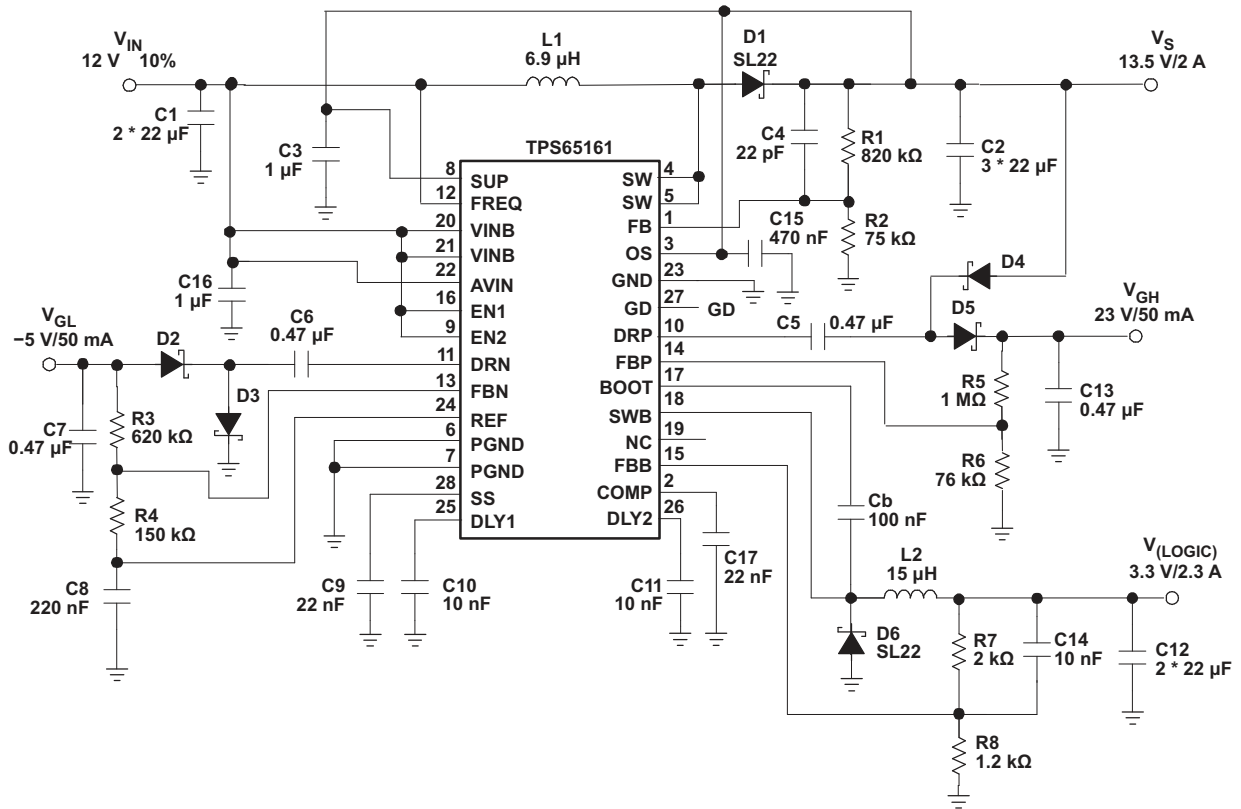 V_IN
12 V 10%
C1
2 * 22 µF
C3
1 µF
L1
6.9 µH
D1
SL22
V_S
13.5 V/2 A
C4
22 pF
R1
820 kΩ
C2
3 * 22 µF
R2
75 kΩ
C15
470 nF
TPS65161
8 SUP
12 FREQ
20 VINB
21 VINB
22 AVIN
16 EN1
9 EN2
11 DRN
13 FBN
24 REF
6 PGND
7 PGND
28 SS
25 DLY1
SW 4
SW 5
FB 1
OS 3
GND 23
GD 27 GD
DRP 10
FBP 14
BOOT 17
SWB 18
NC 19
FBB 15
COMP 2
DLY2 26
C16
1 µF
V_GL
−5 V/50 mA
D2
C6
0.47 µF
D3
C7
0.47 µF
R3
620 kΩ
R4
150 kΩ
C8
220 nF
C9
22 nF
C10
10 nF
C11
10 nF
C17
22 nF
C5 0.47 µF
D4
D5
V_GH
23 V/50 mA
R5
1 MΩ
C13
0.47 µF
R6
76 kΩ
Cb
100 nF
L2
15 µH
V_(LOGIC)
3.3 V/2.3 A
D6
SL22
R7
2 kΩ
C14
10 nF
C12
2 * 22 µF
R8
1.2 kΩ